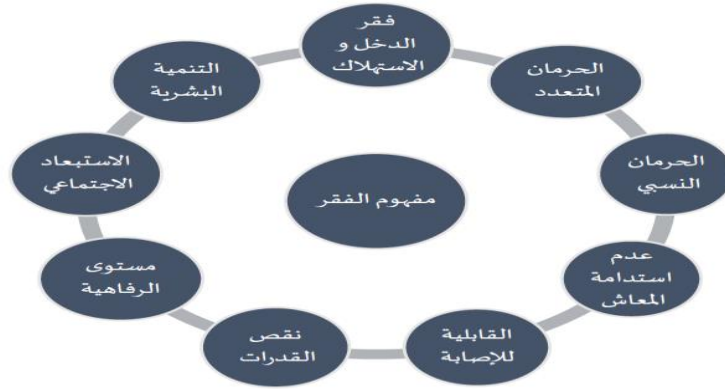 فقر
الدخل و
الاستهلاك
الحرمان
المتعدد
الحرمان
النسبي
عدم
استدامة
المعاش
القابلية
للإصابة
نقص
القدرات
مستوى
الرفاهية
الاستبعاد
الاجتماعي
التنمية
البشرية
مفهوم الفقر